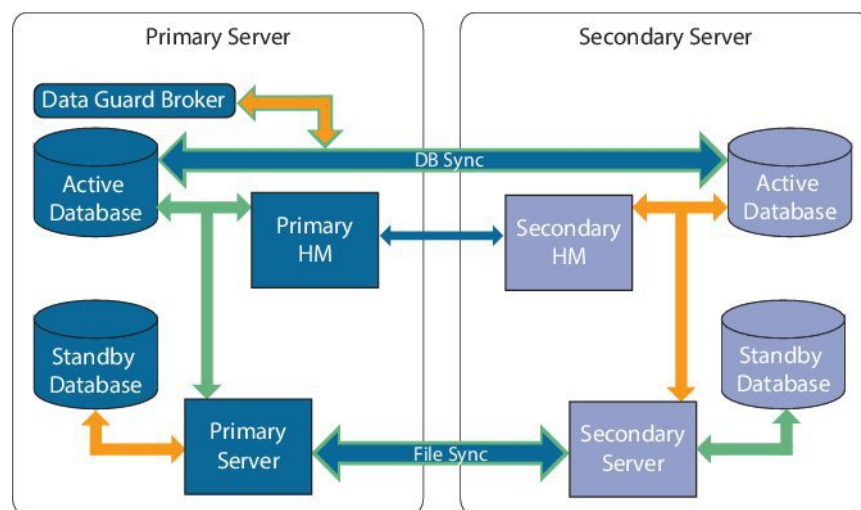 Primary Server
Secondary Server
Data Guard Broker
DB Sync
Active
Database
Active
Database
Primary
HM
Secondary
HM
Standby
Database
Standby
Database
Primary
Server
File Sync
Secondary
Server